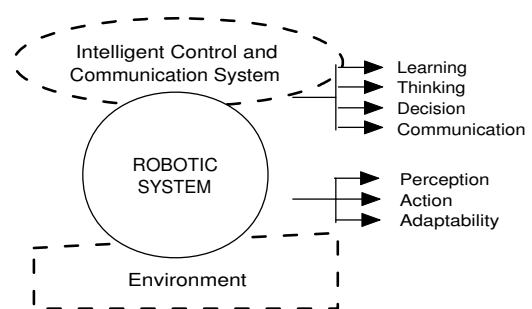 Intelligent Control and
Communication System
Learning
Thinking
Decision
Communication
ROBOTIC
SYSTEM
Perception
Action
Adaptability
Environment